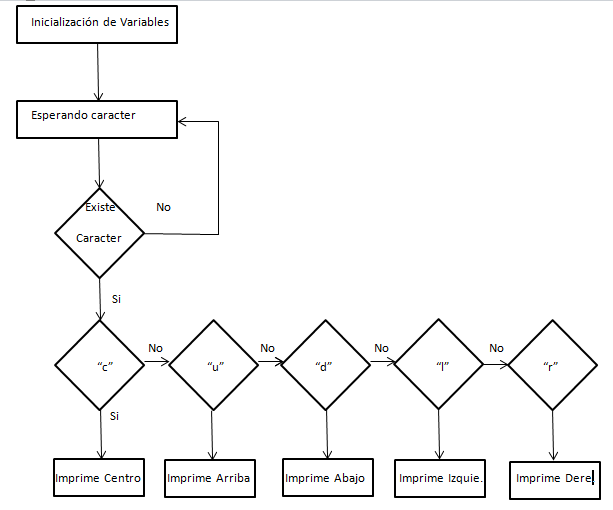 Inicialización de Variables
Esperando caracter
Existe
Caracter
No
Si
"c"
No
"u"
No
"d"
No
"l"
No
"r"
Si
Imprime Centro
Imprime Arriba
Imprime Abajo
Imprime Izquie.
Imprime Dere